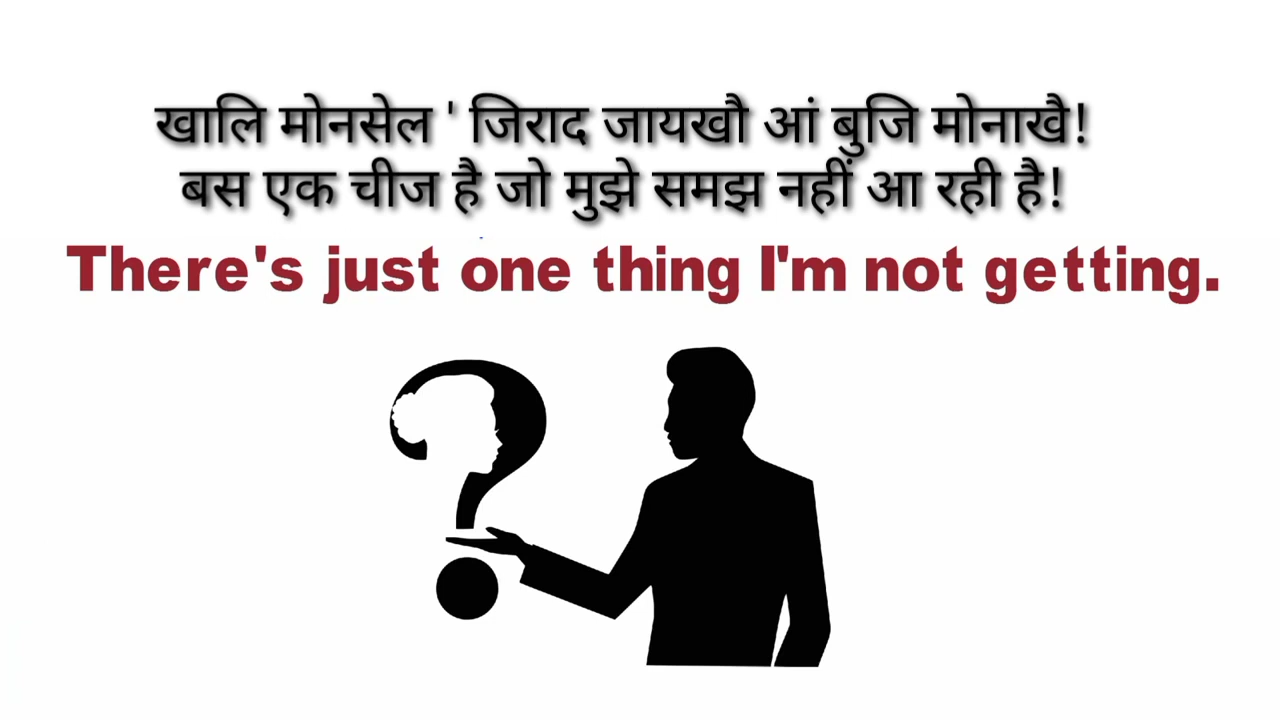 खालि मोनसेल ' जिराद जायखौ आं बुजि मोनाखै!
बस एक चीज है जो मुझे समझ नहीं आ रही है!
There's just one thing I'm not getting.